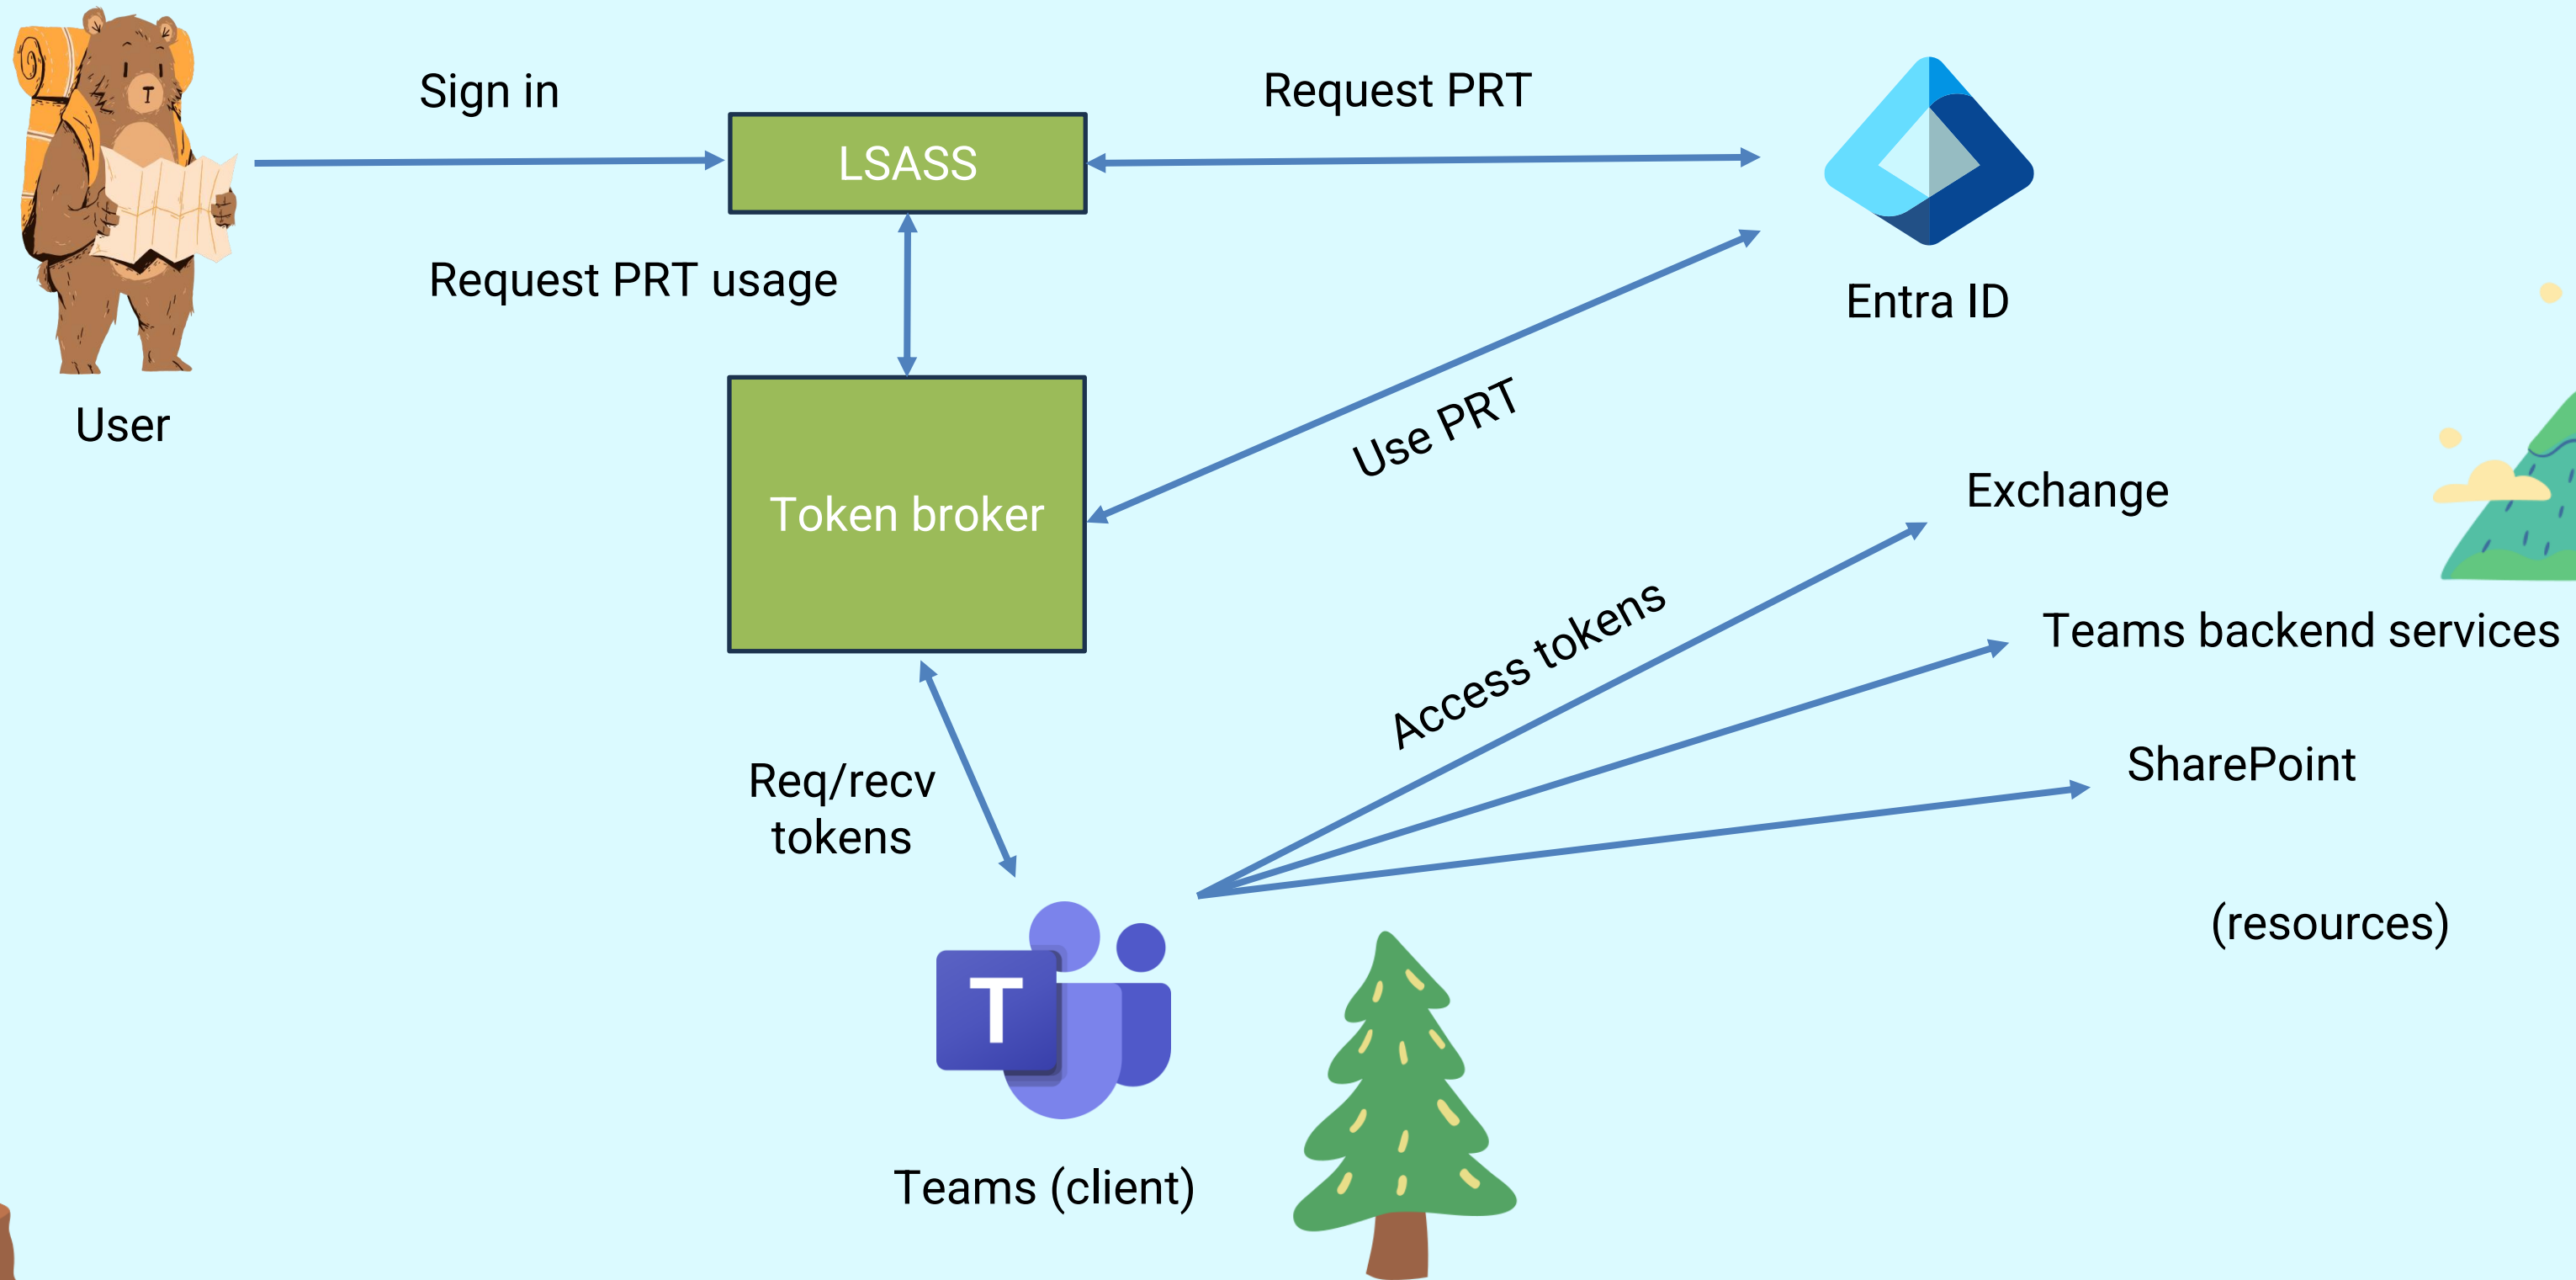 Sign in
Request PRT
LSASS
Request PRT usage
Entra ID
User
Use PRT
Token broker
Exchange
Access tokens
Teams backend services
Req/recv
tokens
SharePoint
(resources)
T
Teams (client)